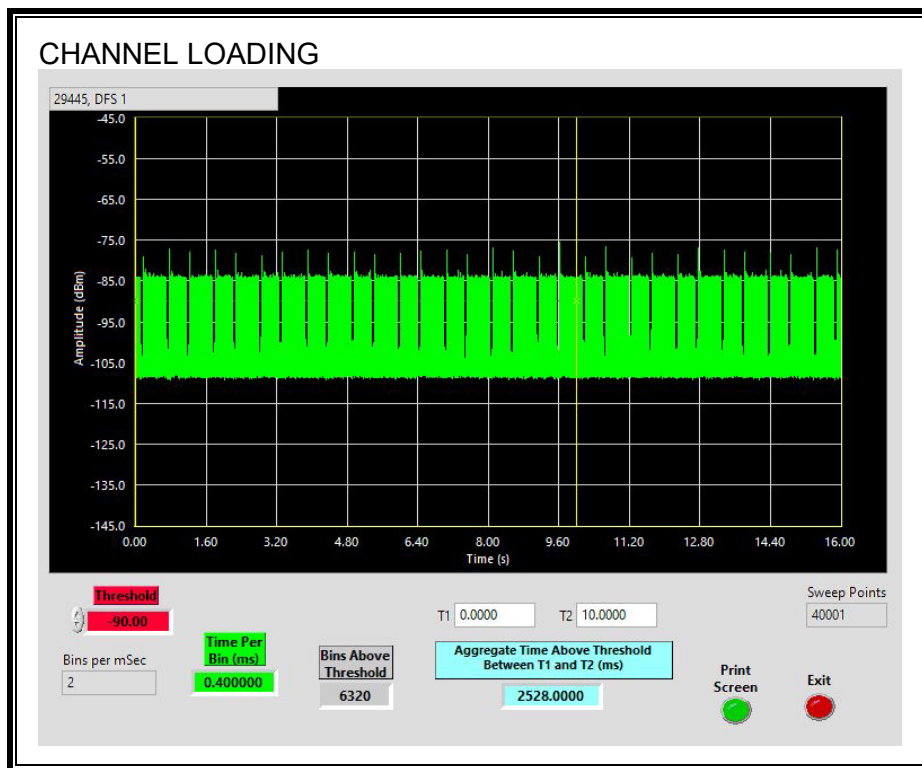 CHANNEL LOADING
29445, DFS 1
-45.0
-55.0
-65.0
-75.0
-85.0
-95.0
-105.0
-115.0
-125.0
-135.0
-145.0
Amplitude (dBm)
0.00 1.60 3.20 4.80 6.40 8.00 9.60 11.20 12.80 14.40 16.00
Time (s)
Threshold
-90.00
Bins per mSec
2
Time Per
Bin (ms)
0.400000
Bins Above
Threshold
6320
T1 0.0000 T2 10.0000
Aggregate Time Above Threshold
Between T1 and T2 (ms)
2528.0000
Sweep Points
40001
Print
Screen
Exit